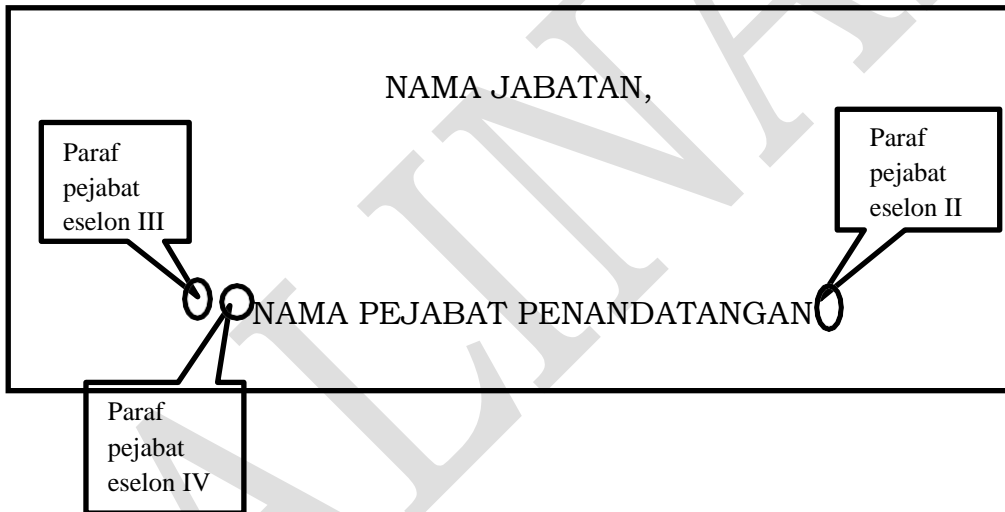 NAMA JABATAN,
Paraf
pejabat
eselon III
Paraf
pejabat
eselon II
NAMA PEJABAT PENANDATANGAN
Paraf
pejabat
eselon IV